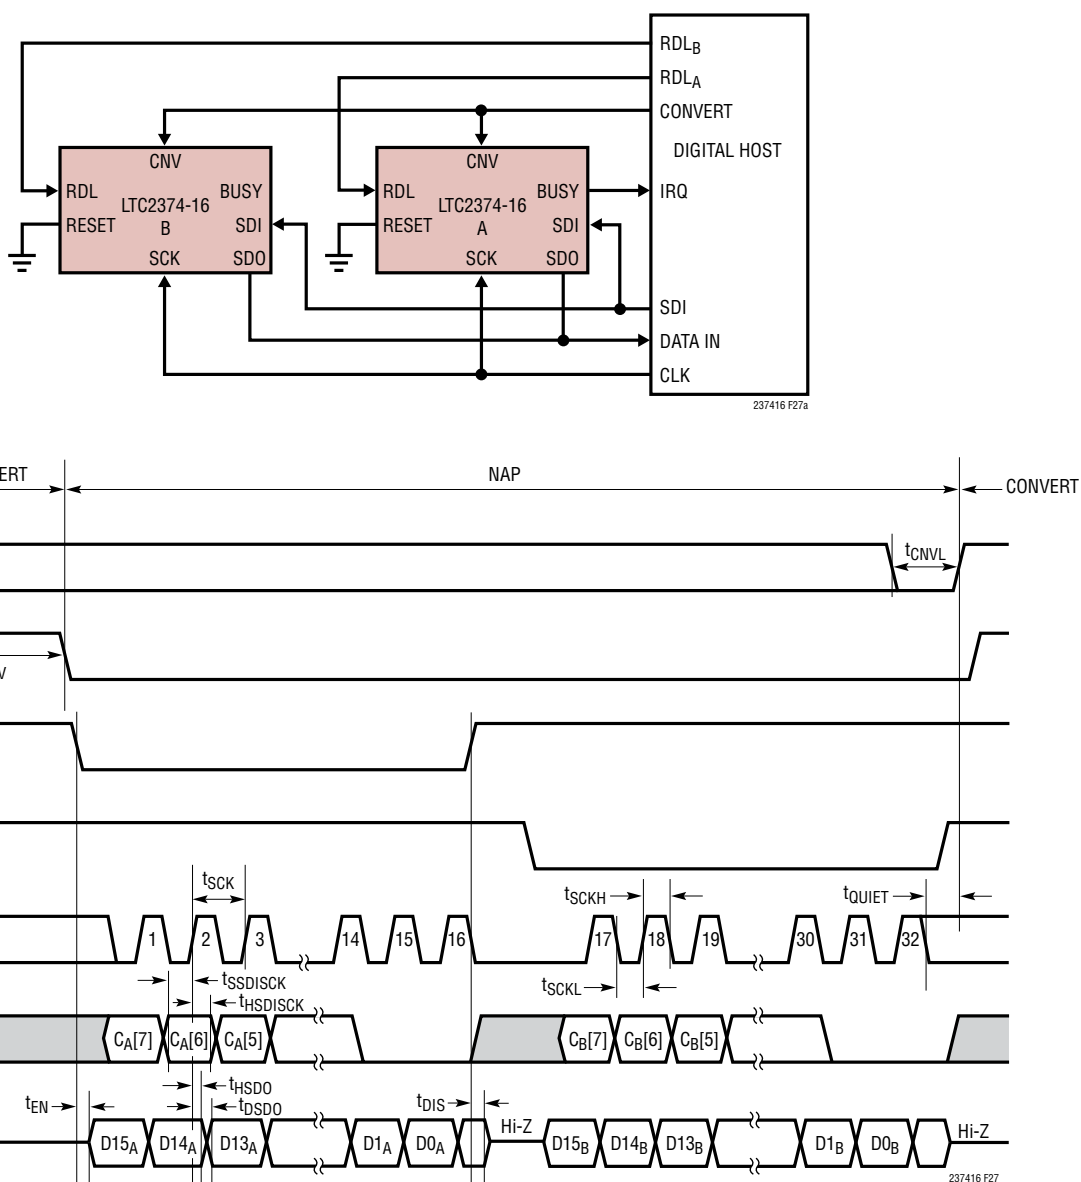 RDLB
RDLA
CONVERT
DIGITAL HOST
CNV
CNV
RDL
BUSY
RDL
BUSY
IRQ
LTC2374-16
LTC2374-16
RESET
B
SDI
RESET
A
SDI
SCK
SDO
SCK
SDO
SDI
DATA IN
CLK
237416 F27a
ERT
NAP
CONVERT
tCNVL
V
tSCK
tSCKH
tQUIET
1 2 3 14 15 16 17 18 19 30 31 32
tSSDISCK
tSCKL
tHSDISCK
CA[7] CA[6] CA[5] CB[7] CB[6] CB[5]
tHSDO
tEN
tDSDO
tDIS
Hi-Z
Hi-Z
D15A D14A D13A D1A D0A D15B D14B D13B D1B D0B
237416 F27